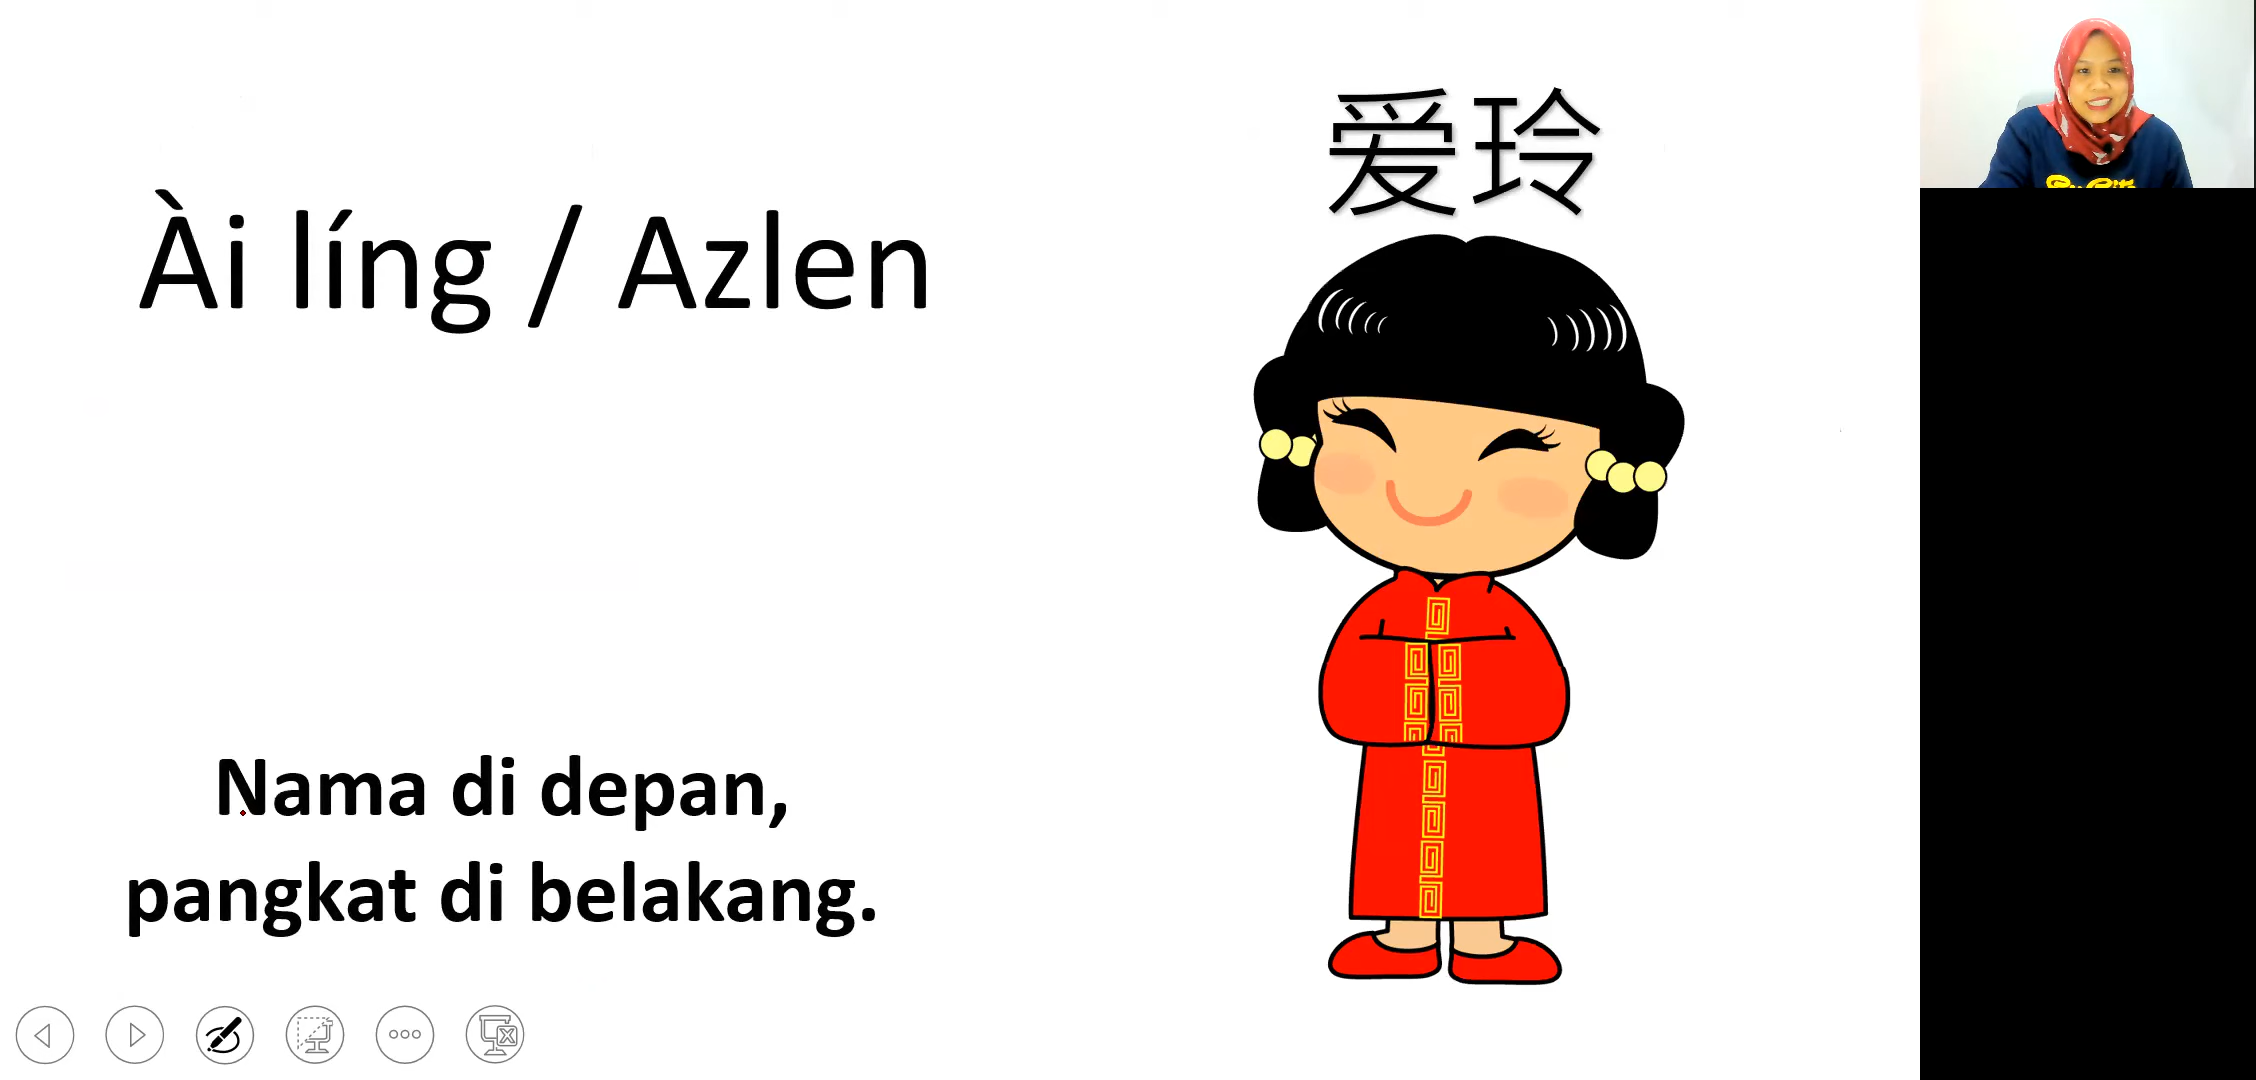 爱玲
Ài líng / Azlen
Nama di depan,
pangkat di belakang.